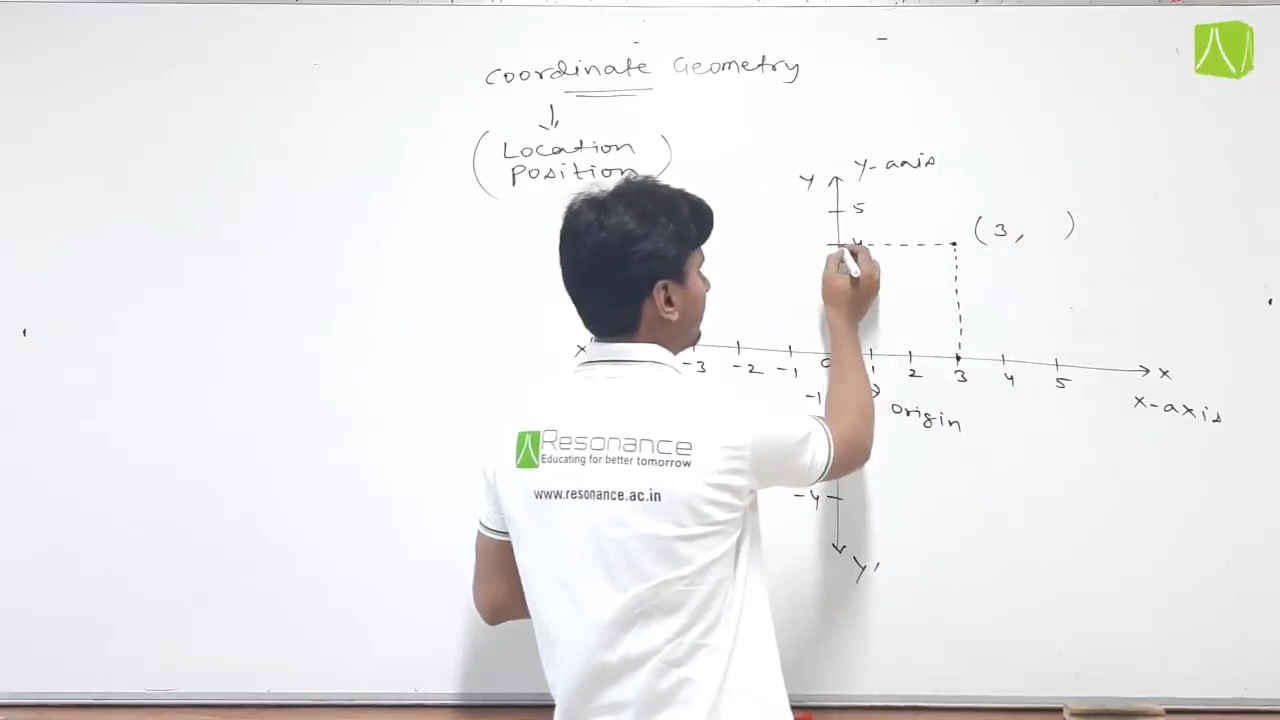 Coordinate Geometry
(Location
Position)
Y-axis
Y
5
(3, )
4
X
-3 -2 -1 0 1 2 3 4 5 X
-1
Origin
X-axis
Resonance
Educating for better tomorrow
www.resonance.ac.in
-4
Y'